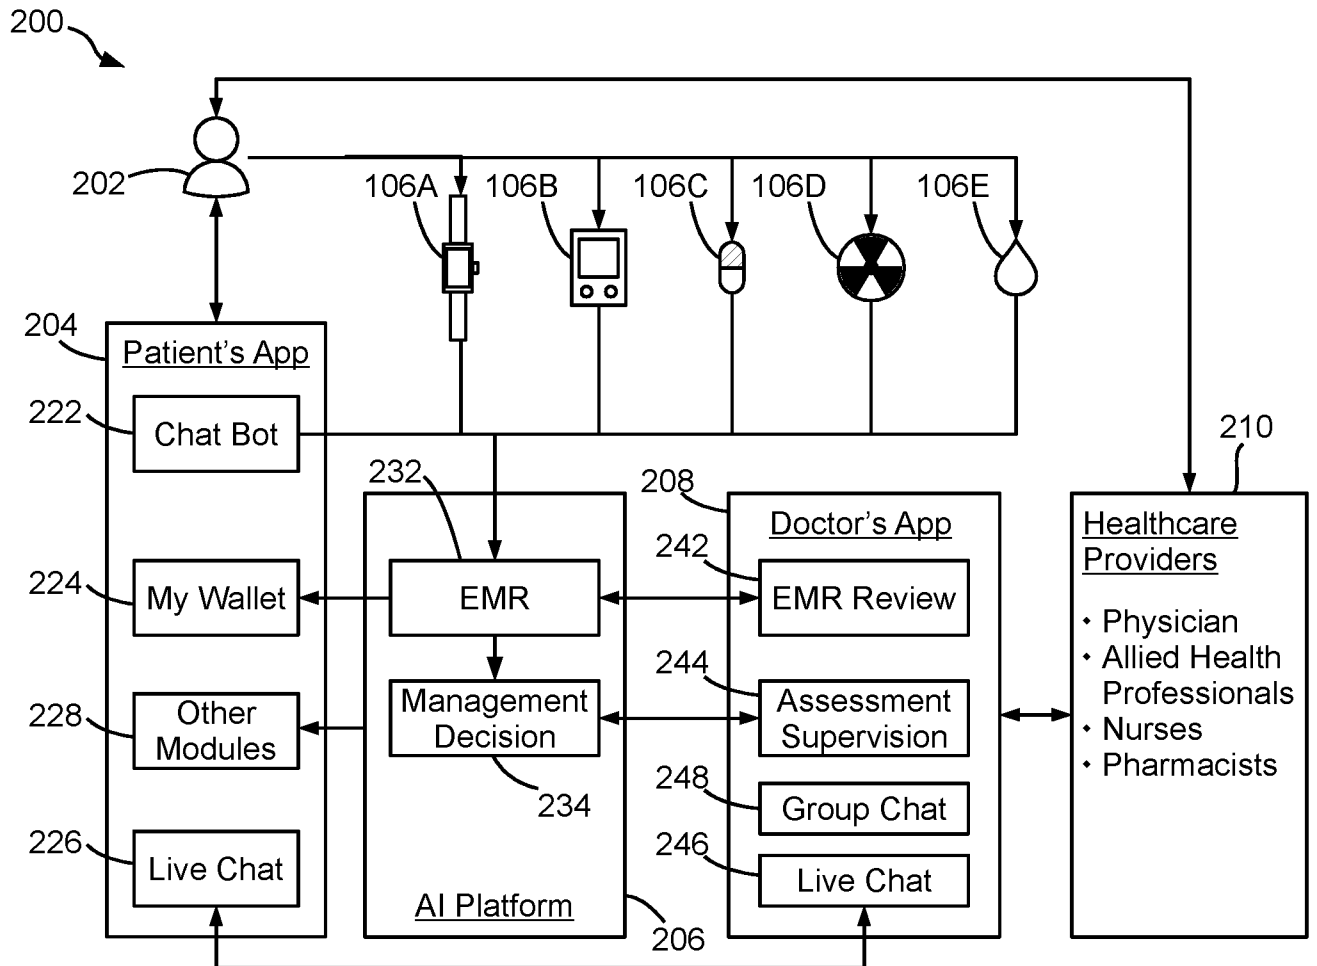 200
202
106A
106B
106C
106D
106E
204
Patient's App
222
Chat Bot
210
232
208
Doctor's App
Healthcare
Providers
242
224
My Wallet
EMR
EMR Review
• Physician
• Allied Health
Professionals
• Nurses
• Pharmacists
244
228
Other
Modules
Management
Decision
Assessment
Supervision
234
248
Group Chat
226
Live Chat
246
Live Chat
AI Platform
206